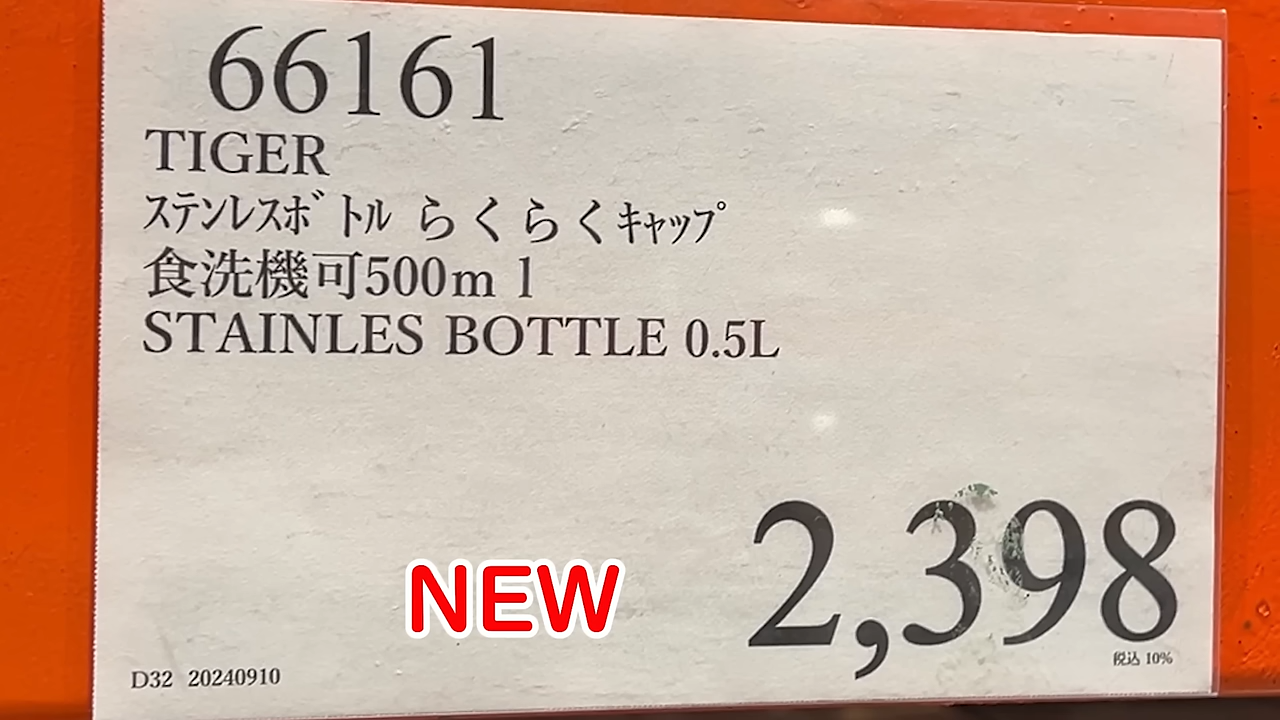 66161
TIGER
ｽﾃﾝﾚｽﾎﾞﾄﾙ らくらくｷｬｯﾌﾟ
食洗機可500m l
STAINLES BOTTLE 0.5L
2,398
NEW
税込 10%
D32 20240910